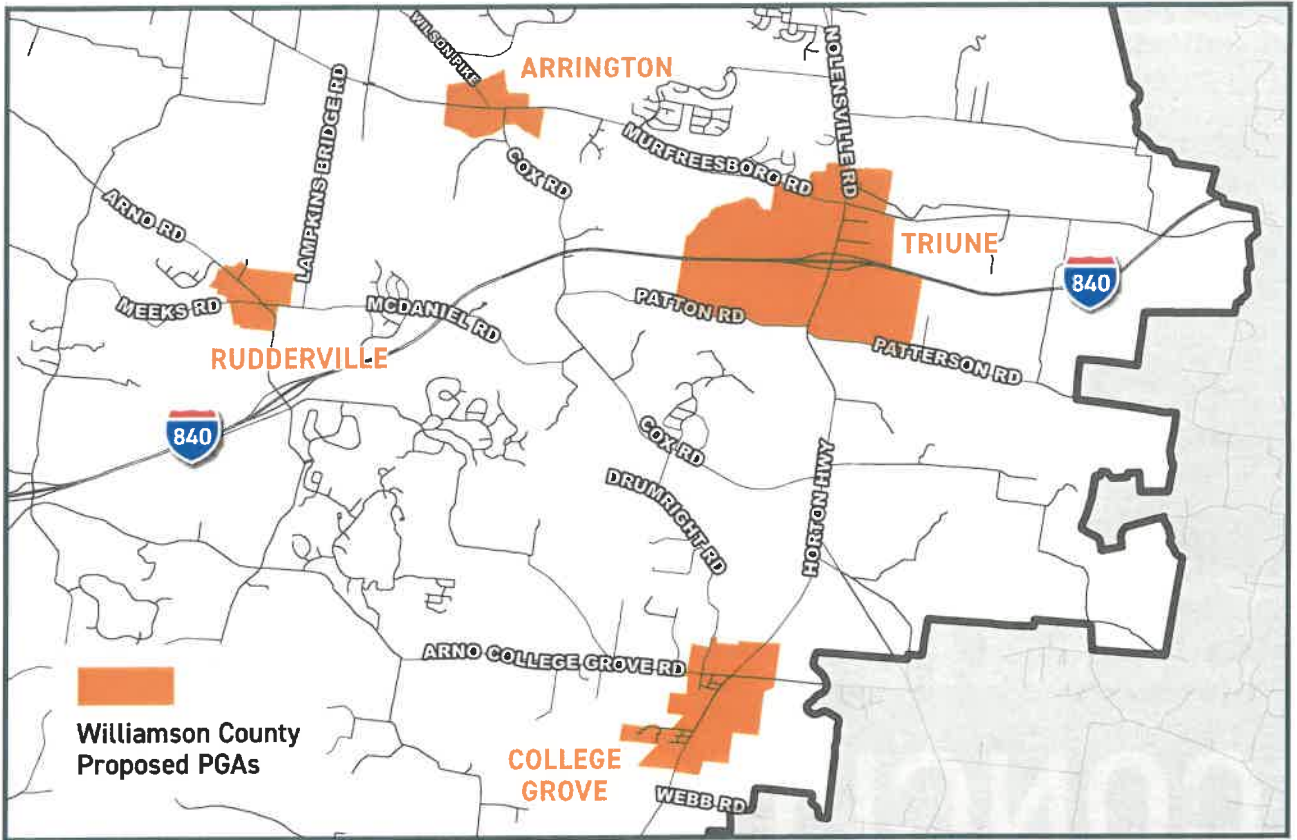 WILSON PIKE
ARRINGTON
NOLENSVILLE RD
LAMPKINS BRIDGE RD
MURFREESBORO RD
COX RD
ARNO RD
TRIUNE
840
MEEKS RD
MCDANIEL RD
PATTON RD
RUDDERVILLE
PATTERSON RD
840
COX RD
DRUMRIGHT RD
HORTON HWY
ARNO COLLEGE GROVE RD
Williamson County
Proposed PGAs
COLLEGE
GROVE
WEBB RD